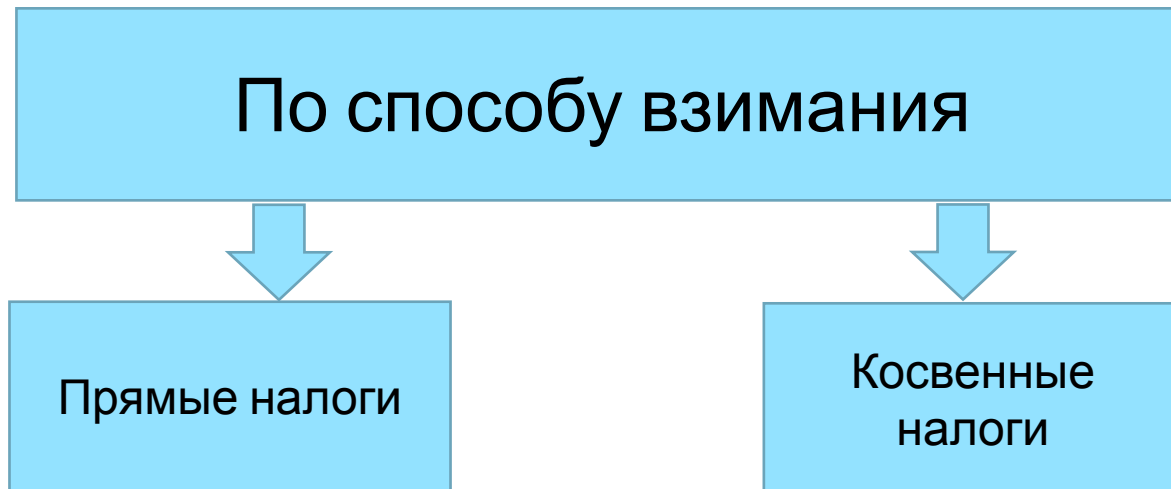 По способу взимания
Прямые налоги
Косвенные
налоги